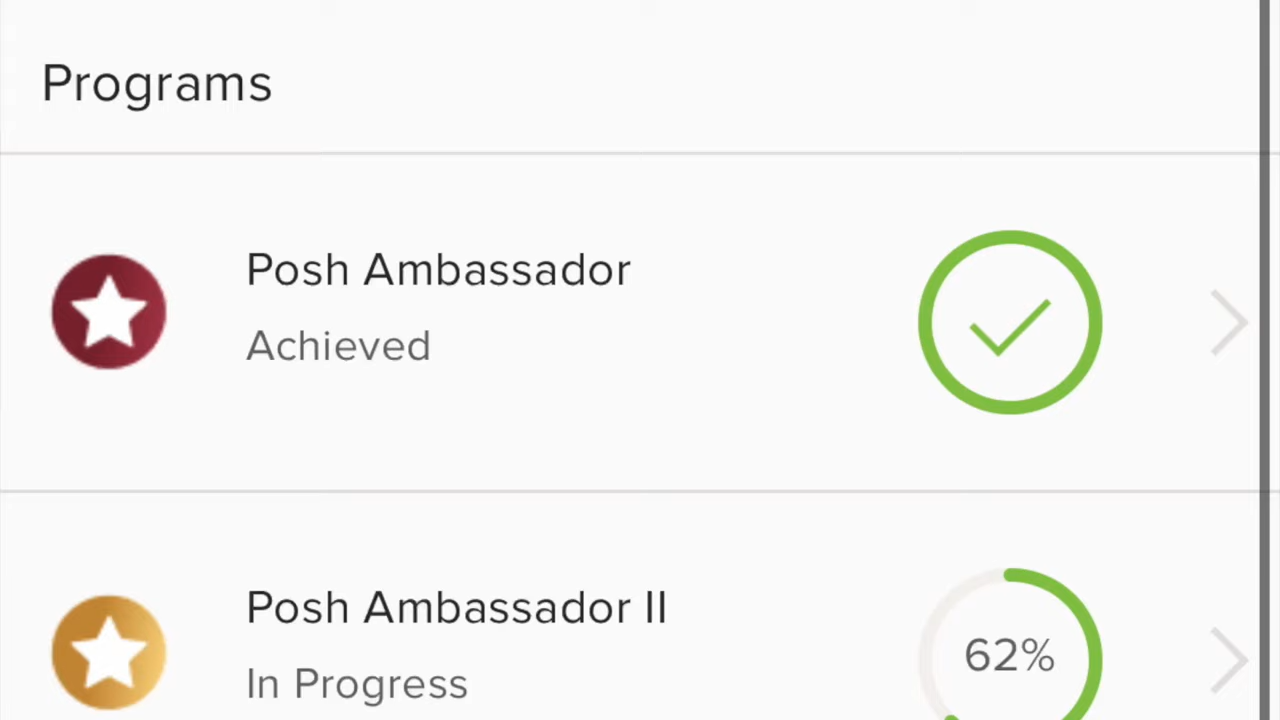 Programs
Posh Ambassador
Achieved
Posh Ambassador II
In Progress
62%